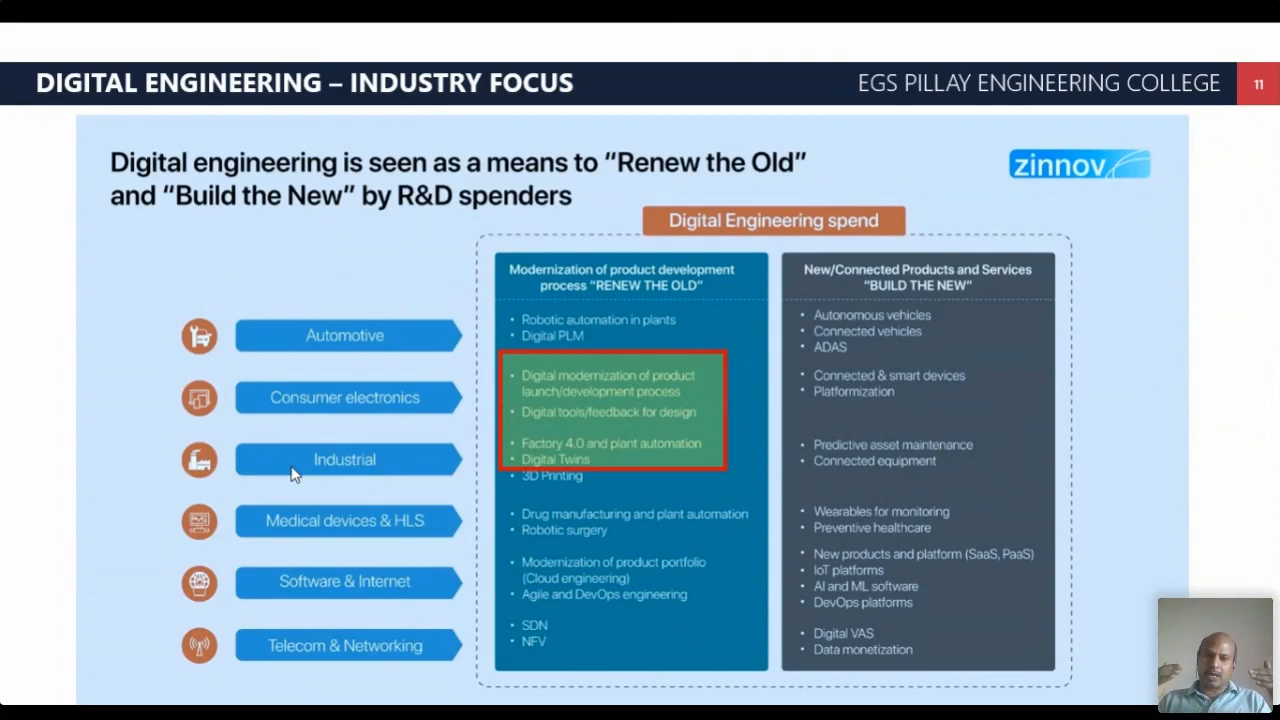 DIGITAL ENGINEERING – INDUSTRY FOCUS
EGS PILLAY ENGINEERING COLLEGE
11
Digital engineering is seen as a means to “Renew the Old”
and “Build the New” by R&D spenders
zinnov
Digital Engineering spend
Modernization of product development
process “RENEW THE OLD”
New/Connected Products and Services
“BUILD THE NEW”
Automotive
• Robotic automation in plants
• Digital PLM
• Autonomous vehicles
• Connected vehicles
• ADAS
Consumer electronics
• Digital modernization of product
launch/development process
• Digital tools/feedback for design
• Connected & smart devices
• Platformization
Industrial
• Factory 4.0 and plant automation
• Digital Twins
• 3D Printing
• Predictive asset maintenance
• Connected equipment
Medical devices & HLS
• Drug manufacturing and plant automation
• Robotic surgery
• Wearables for monitoring
• Preventive healthcare
Software & Internet
• Modernization of product portfolio
(Cloud engineering)
• Agile and DevOps engineering
• New products and platform (SaaS, PaaS)
• IoT platforms
• AI and ML software
• DevOps platforms
Telecom & Networking
• SDN
• NFV
• Digital VAS
• Data monetization